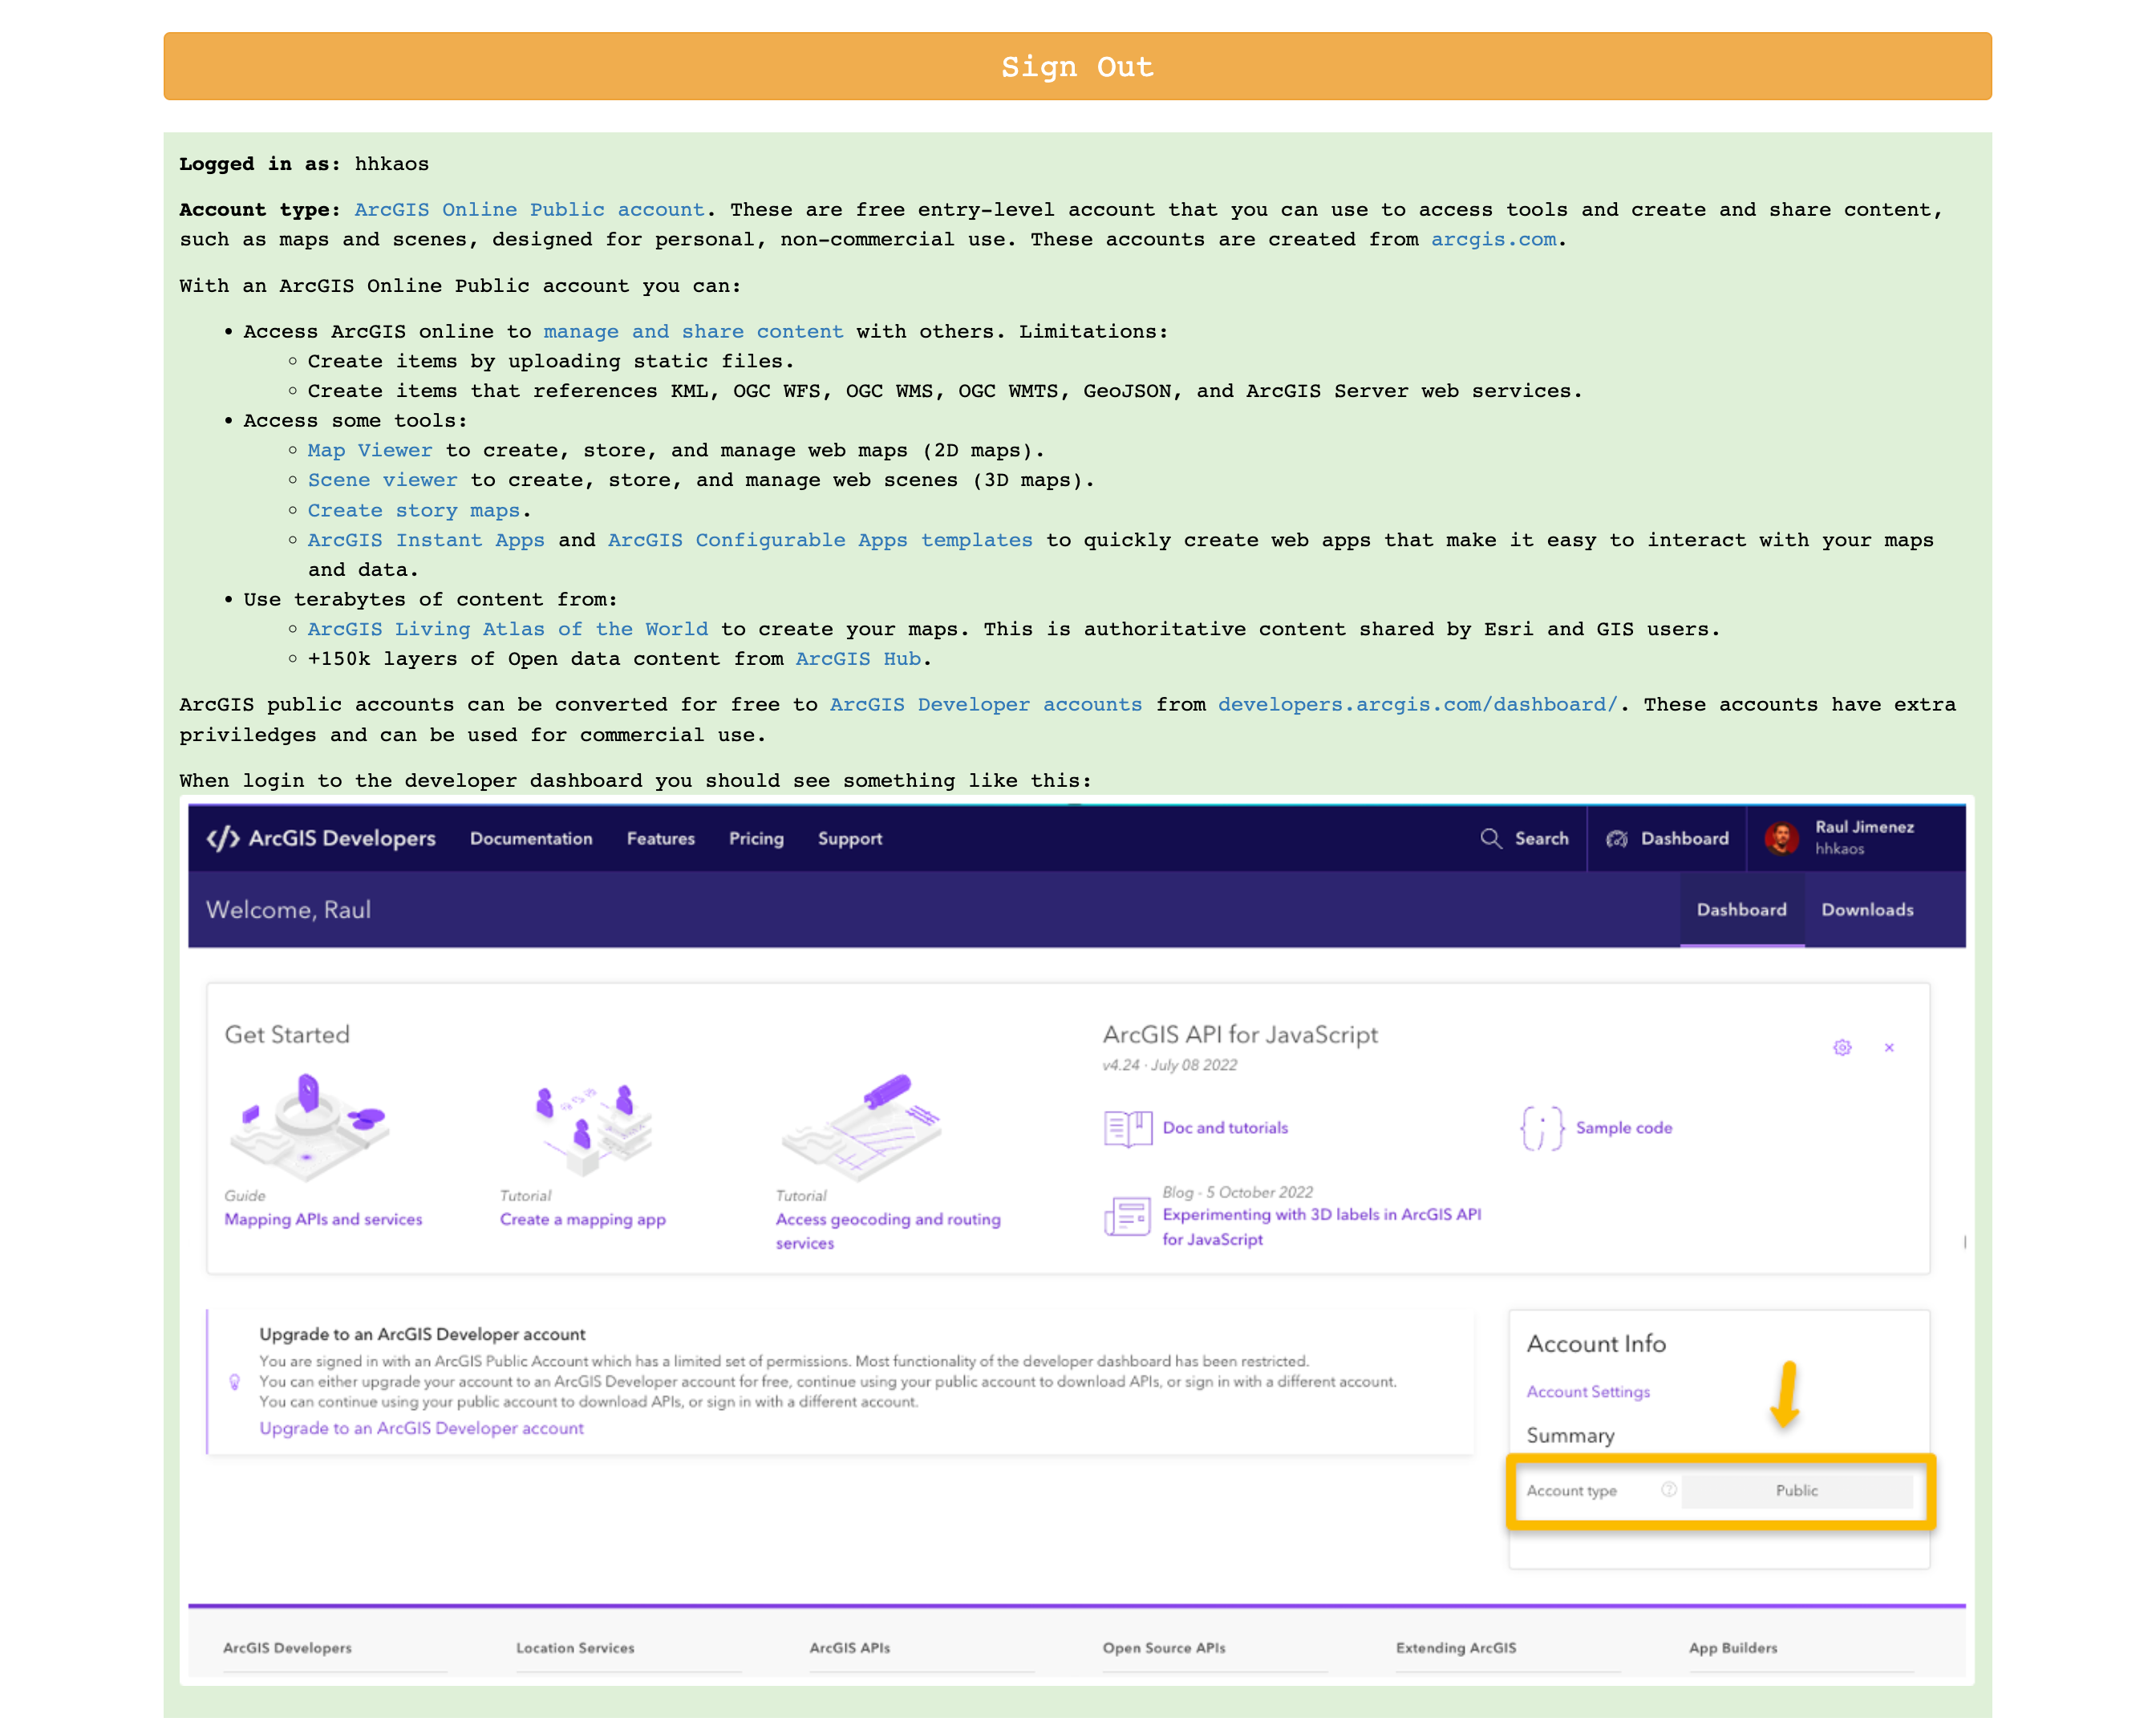 Sign Out
Logged in as: hhkaos
Account type: ArcGIS Online Public account. These are free entry-level account that you can use to access tools and create and share content,
such as maps and scenes, designed for personal, non-commercial use. These accounts are created from arcgis.com.
With an ArcGIS Online Public account you can:
• Access ArcGIS online to manage and share content with others. Limitations:
◦ Create items by uploading static files.
◦ Create items that references KML, OGC WFS, OGC WMS, OGC WMTS, GeoJSON, and ArcGIS Server web services.
• Access some tools:
◦ Map Viewer to create, store, and manage web maps (2D maps).
◦ Scene viewer to create, store, and manage web scenes (3D maps).
◦ Create story maps.
◦ ArcGIS Instant Apps and ArcGIS Configurable Apps templates to quickly create web apps that make it easy to interact with your maps
and data.
• Use terabytes of content from:
◦ ArcGIS Living Atlas of the World to create your maps. This is authoritative content shared by Esri and GIS users.
◦ +150k layers of Open data content from ArcGIS Hub.
ArcGIS public accounts can be converted for free to ArcGIS Developer accounts from developers.arcgis.com/dashboard/. These accounts have extra
priviledges and can be used for commercial use.
When login to the developer dashboard you should see something like this:
</> ArcGIS Developers Documentation Features Pricing Support Search Dashboard Raul Jimenez
hhkaos
Welcome, Raul Dashboard Downloads
Get Started
Guide
Mapping APIs and services
Tutorial
Create a mapping app
Tutorial
Access geocoding and routing
services
ArcGIS API for JavaScript
v4.24 · July 08 2022
Doc and tutorials
{;} Sample code
Blog - 5 October 2022
Experimenting with 3D labels in ArcGIS API
for JavaScript
Upgrade to an ArcGIS Developer account
You are signed in with an ArcGIS Public Account which has a limited set of permissions. Most functionality of the developer dashboard has been restricted.
You can either upgrade your account to an ArcGIS Developer account for free, continue using your public account to download APIs, or sign in with a different account.
You can continue using your public account to download APIs, or sign in with a different account.
Upgrade to an ArcGIS Developer account
Account Info
Account Settings
Summary
Account type ? Public
ArcGIS Developers Location Services ArcGIS APIs Open Source APIs Extending ArcGIS App Builders